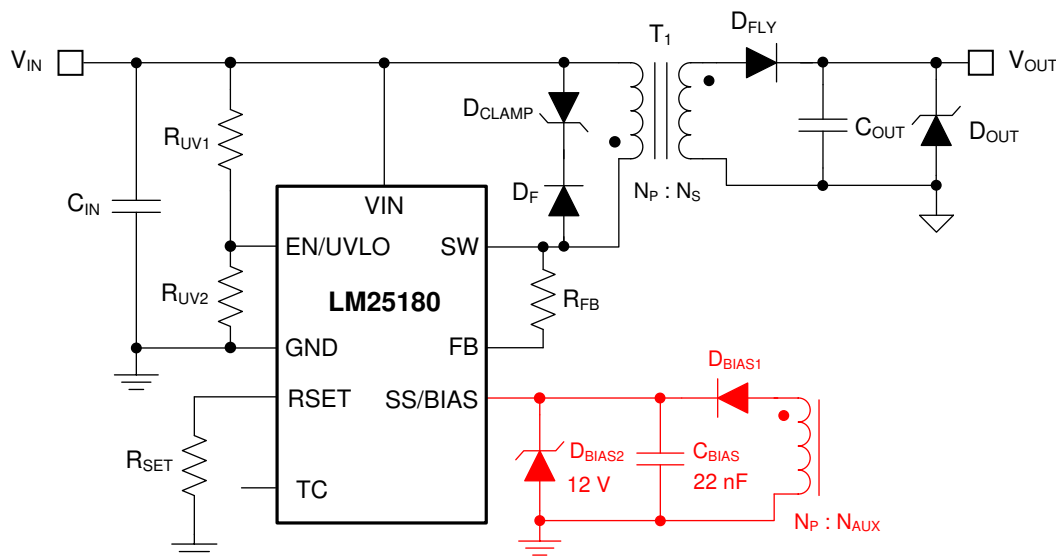 T1
DFLY
VIN
VOUT
DCLAMP
RUV1
COUT
DOUT
DF
NP : NS
CIN
VIN
EN/UVLO
SW
RUV2
LM25180
RFB
GND
FB
DBIAS1
RSET
SS/BIAS
RSET
DBIAS2
12 V
CBIAS
22 nF
TC
NP : NAUX